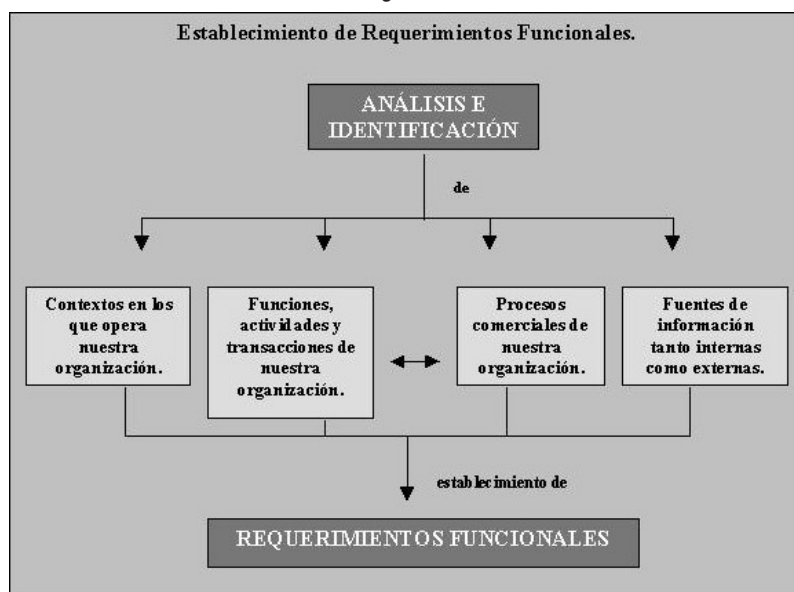 Establecimiento de Requerimientos Funcionales.
ANÁLISIS E
IDENTIFICACIÓN
de
Contextos en los
que opera
nuestra
organización.
Funciones,
actividades y
transacciones de
nuestra
organización.
Procesos
comerciales de
nuestra
organización.
Fuentes de
información
tanto internas
como externas.
establecimiento de
REQUERIMIENTOS FUNCIONALES